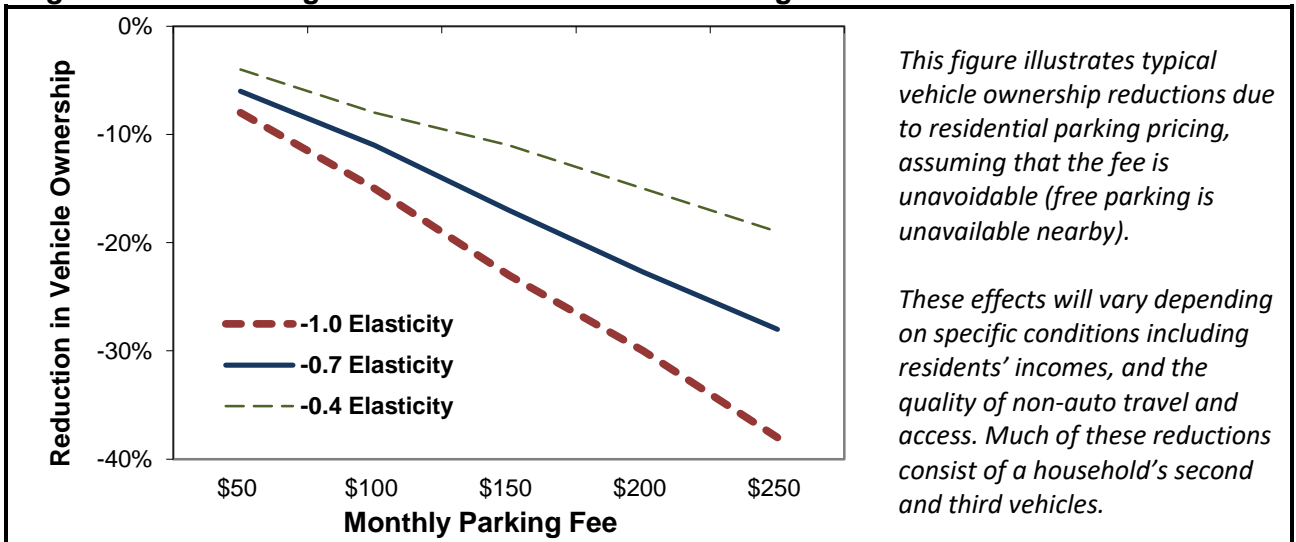 0%
-10%
-20%
-30%
-40%
Reduction in Vehicle Ownership
-1.0 Elasticity
-0.7 Elasticity
-0.4 Elasticity
$50 $100 $150 $200 $250
Monthly Parking Fee
This figure illustrates typical
vehicle ownership reductions due
to residential parking pricing,
assuming that the fee is
unavoidable (free parking is
unavailable nearby).
These effects will vary depending
on specific conditions including
residents’ incomes, and the
quality of non-auto travel and
access. Much of these reductions
consist of a household’s second
and third vehicles.